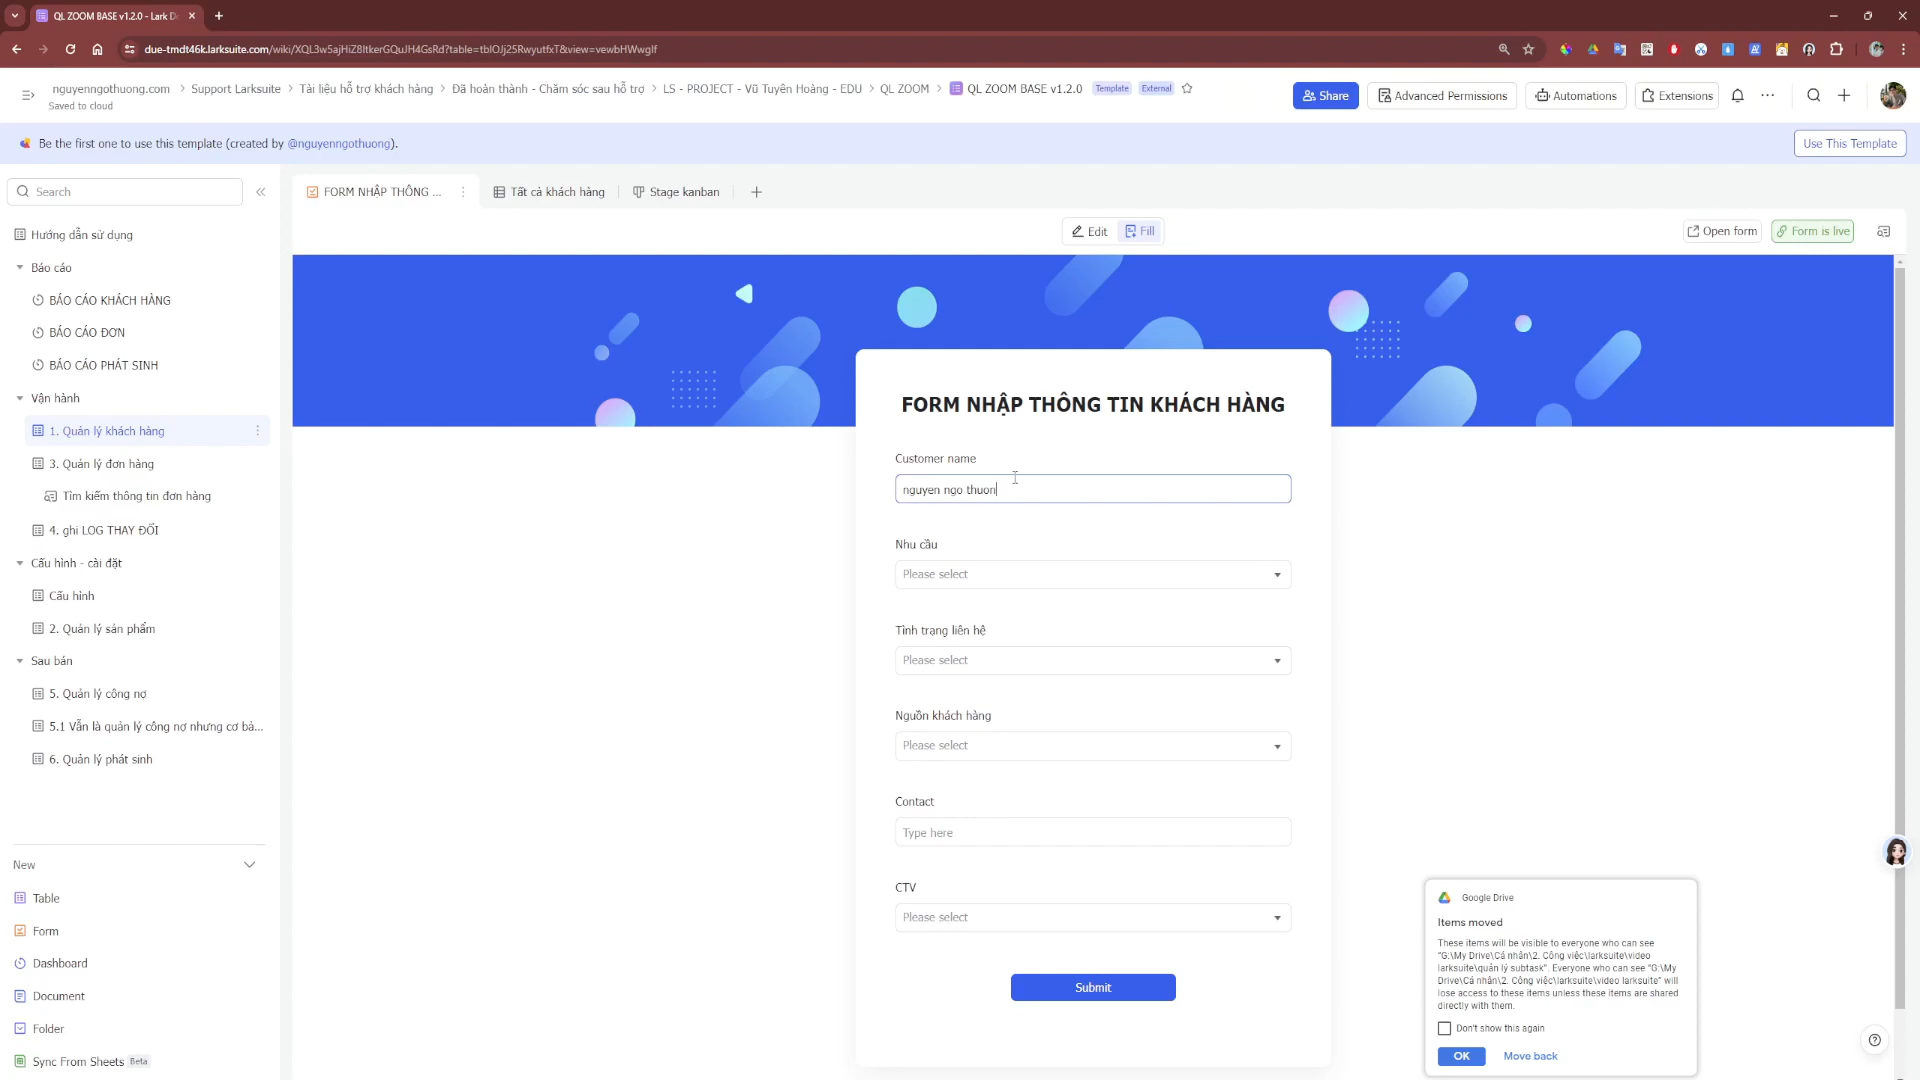 QL ZOOM BASE v1.2.0 - Lark D
due-tmdt46k.larksuite.com/wiki/XQL3w5ajHiZ8ItkerGQuJH4GsRd?table=tblOJj25RwyutfxT&view=vewbHWwgIf
nguyenngothuong.com > Support Larksuite > Tài liệu hỗ trợ khách hàng > Đã hoàn thành - Chăm sóc sau hỗ trợ > LS - PROJECT - Vũ Tuyên Hoàng - EDU > QL ZOOM > QL ZOOM BASE v1.2.0 Template External
Saved to cloud
Share
Advanced Permissions
Automations
Extensions
Be the first one to use this template (created by @nguyenngothuong).
Use This Template
Search
FORM NHẬP THÔNG ...
Tất cả khách hàng
Stage kanban
Edit
Fill
Open form
Form is live
Hướng dẫn sử dụng
Báo cáo
BÁO CÁO KHÁCH HÀNG
BÁO CÁO ĐƠN
BÁO CÁO PHÁT SINH
Vận hành
1. Quản lý khách hàng
3. Quản lý đơn hàng
Tìm kiếm thông tin đơn hàng
4. ghi LOG THAY ĐỔI
Cấu hình - cài đặt
Cấu hình
2. Quản lý sản phẩm
Sau bán
5. Quản lý công nợ
5.1 Vẫn là quản lý công nợ nhưng cơ bả...
6. Quản lý phát sinh
New
Table
Form
Dashboard
Document
Folder
Sync From Sheets Beta
FORM NHẬP THÔNG TIN KHÁCH HÀNG
Customer name
nguyen ngo thuon
Nhu cầu
Please select
Tình trạng liên hệ
Please select
Nguồn khách hàng
Please select
Contact
Type here
CTV
Please select
Submit
Google Drive
Items moved
These items will be visible to everyone who can see
"G:\My Drive\Cá nhân\2. Công việc\larksuite\video
larksuite\quản lý subtask". Everyone who can see "G:\My
Drive\Cá nhân\2. Công việc\larksuite\video larksuite" will
lose access to these items unless these items are shared
directly with them.
Don't show this again
OK
Move back